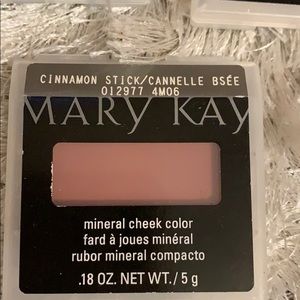 CINNAMON STICK/CANNELLE BSÉE
012977 4M06
MARY KAY
mineral cheek color
fard à joues minéral
rubor mineral compacto
.18 OZ. NET WT./5 g